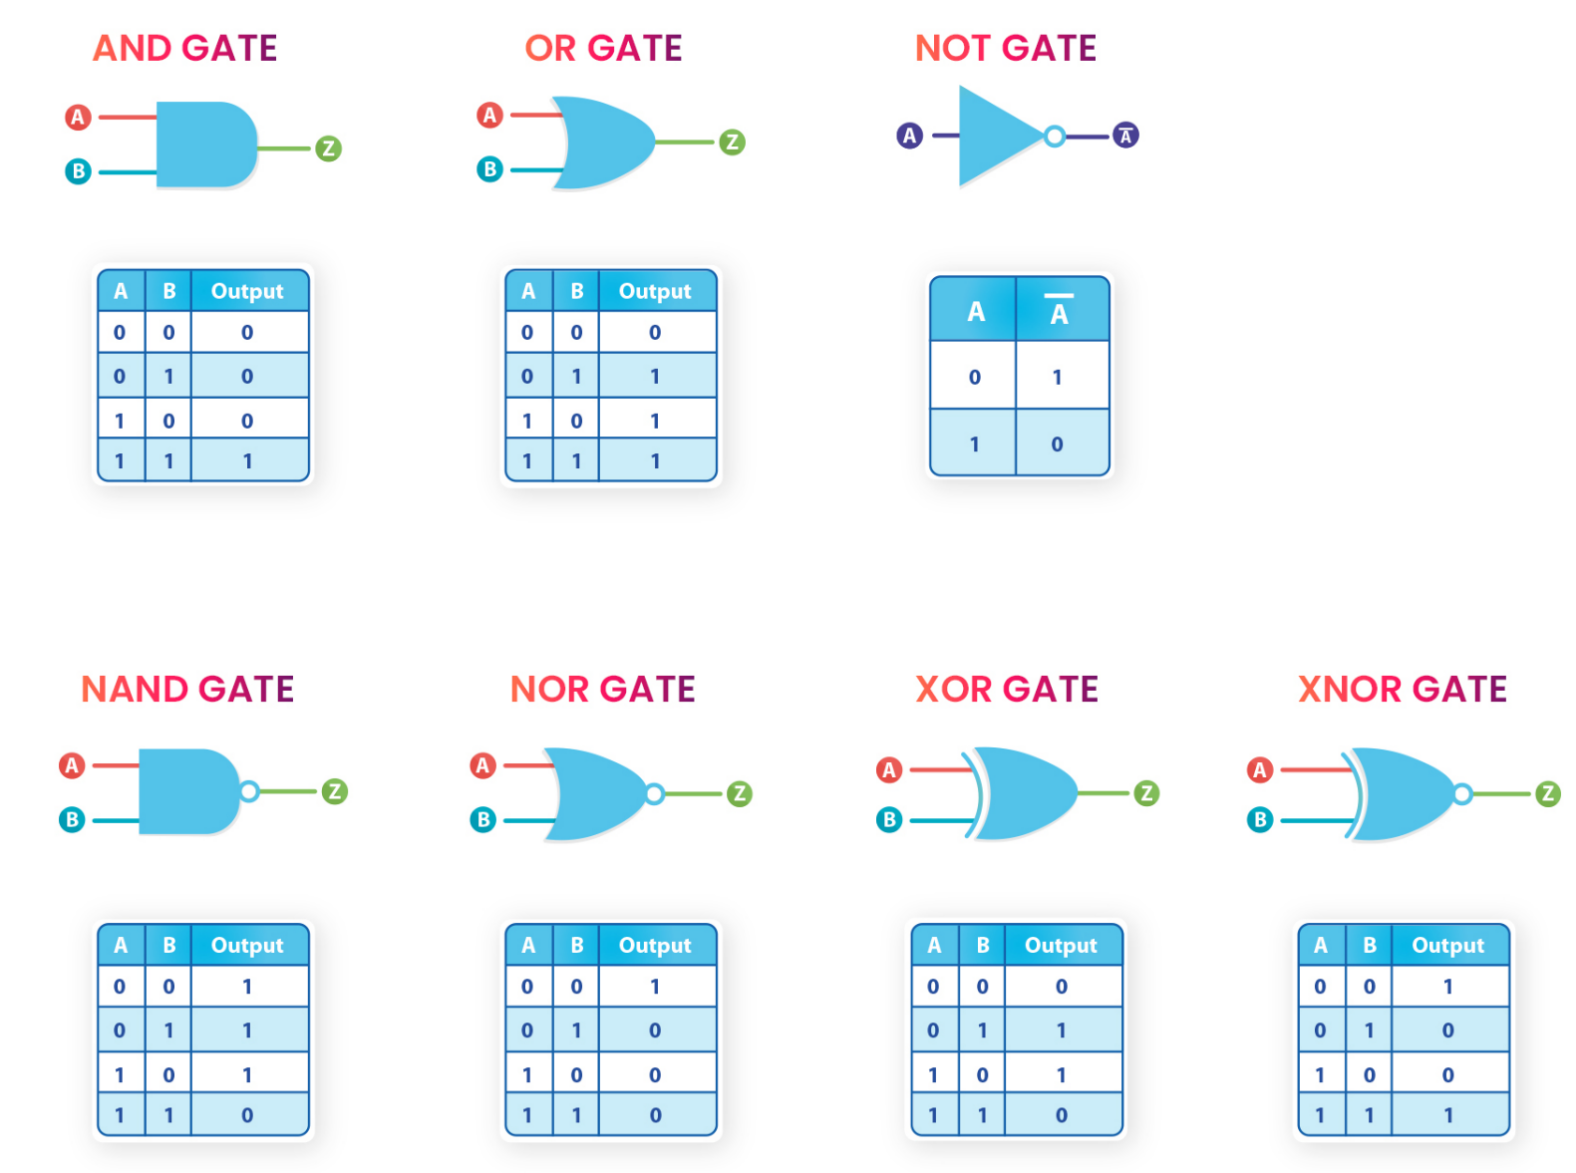 AND GATE
A
B
Z
A B Output
0 0 0
0 1 0
1 0 0
1 1 1
OR GATE
A
B
Z
A B Output
0 0 0
0 1 1
1 0 1
1 1 1
NOT GATE
A
A̅
A A̅
0 1
1 0
NAND GATE
A
B
Z
A B Output
0 0 1
0 1 1
1 0 1
1 1 0
NOR GATE
A
B
Z
A B Output
0 0 1
0 1 0
1 0 0
1 1 0
XOR GATE
A
B
Z
A B Output
0 0 0
0 1 1
1 0 1
1 1 0
XNOR GATE
A
B
Z
A B Output
0 0 1
0 1 0
1 0 0
1 1 1